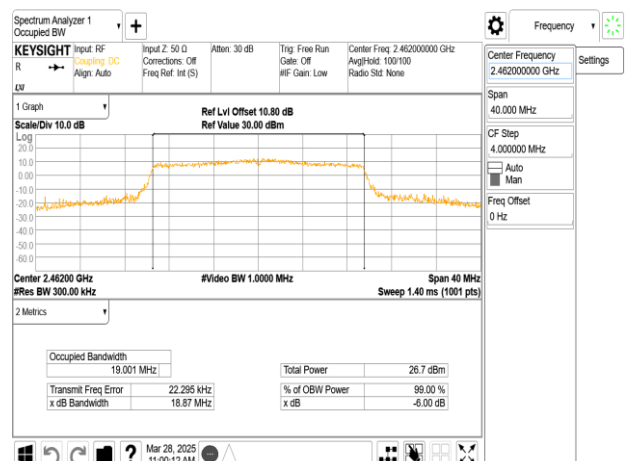 Spectrum Analyzer 1
Occupied BW
Frequency
KEYSIGHT
R
LXI
Input: RF
Coupling: DC
Align: Auto
Input Z: 50 Ω
Corrections: Off
Freq Ref: Int (S)
Atten: 30 dB
Trig: Free Run
Gate: Off
#IF Gain: Low
Center Freq: 2.462000000 GHz
Avg|Hold: 100/100
Radio Std: None
Center Frequency
2.462000000 GHz
Settings
Span
40.000 MHz
CF Step
4.000000 MHz
Auto
Man
Freq Offset
0 Hz
1 Graph
Scale/Div 10.0 dB
Ref Lvl Offset 10.80 dB
Ref Value 30.00 dBm
Log
20.0
10.0
0.00
-10.0
-20.0
-30.0
-40.0
-50.0
-60.0
Center 2.46200 GHz
#Res BW 300.00 kHz
#Video BW 1.0000 MHz
Span 40 MHz
Sweep 1.40 ms (1001 pts)
2 Metrics
Occupied Bandwidth
19.001 MHz
Total Power 26.7 dBm
Transmit Freq Error 22.295 kHz
% of OBW Power 99.00 %
x dB Bandwidth 18.87 MHz
x dB -6.00 dB
?
Mar 28, 2025
11:00:12 AM